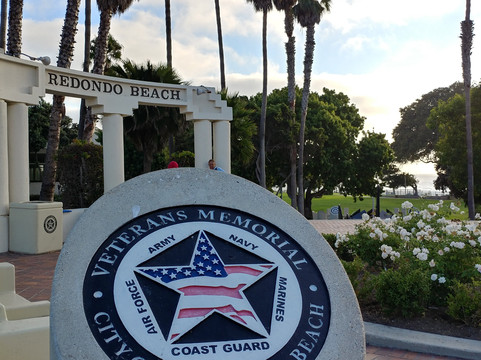 REDONDO BEACH
VETERANS MEMORIAL
ARMY
NAVY
AIR FORCE
MARINES
COAST GUARD
CITY
BEACH